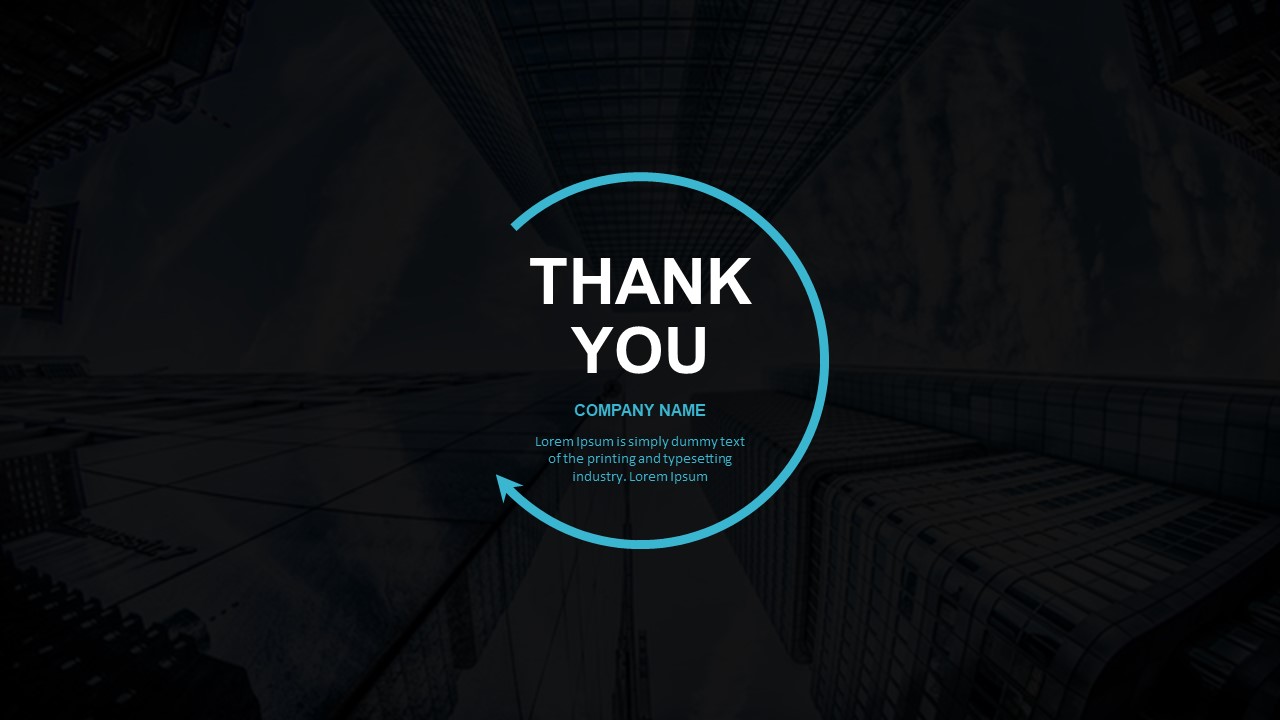 THANK
YOU
COMPANY NAME
Lorem Ipsum is simply dummy text
of the printing and typesetting
industry. Lorem Ipsum